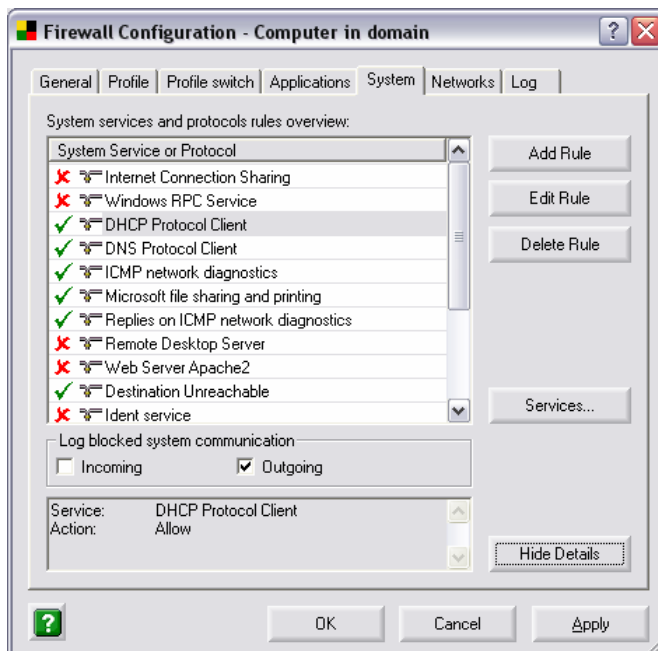 Firewall Configuration - Computer in domain
?
General
Profile
Profile switch
Applications
System
Networks
Log
System services and protocols rules overview:
System Service or Protocol
Internet Connection Sharing
Windows RPC Service
DHCP Protocol Client
DNS Protocol Client
ICMP network diagnostics
Microsoft file sharing and printing
Replies on ICMP network diagnostics
Remote Desktop Server
Web Server Apache2
Destination Unreachable
Ident service
Add Rule
Edit Rule
Delete Rule
Services...
Log blocked system communication
Incoming
Outgoing
Service: DHCP Protocol Client
Action: Allow
Hide Details
?
OK
Cancel
Apply